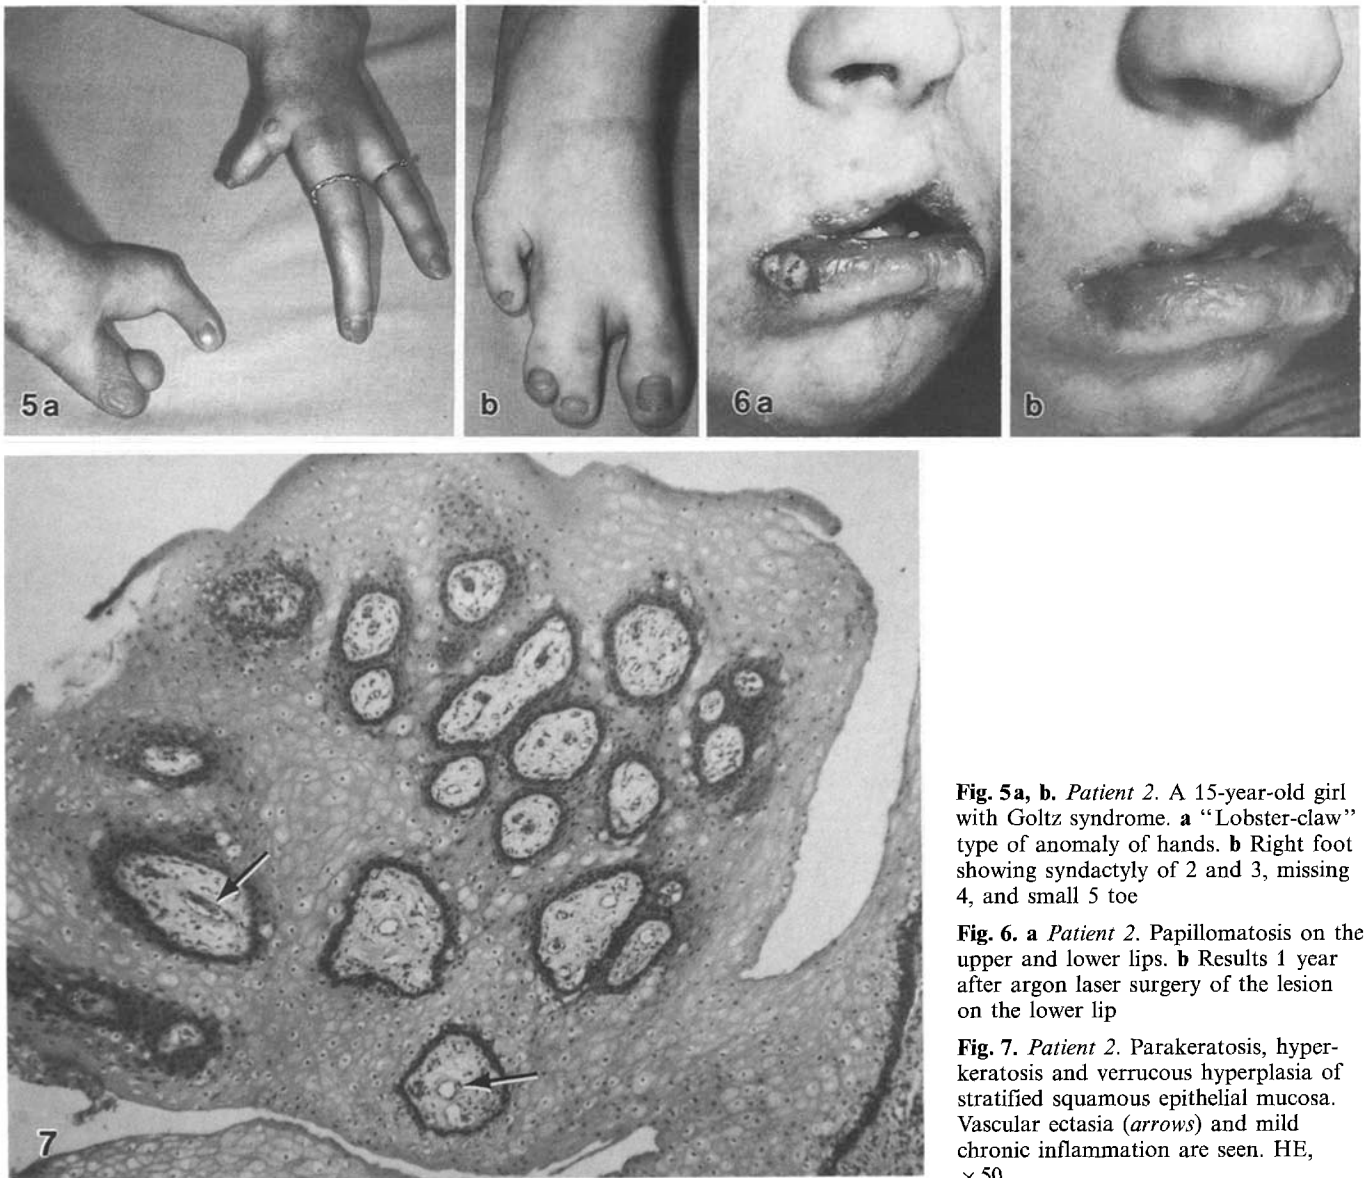 5a
b
6a
b
7
Fig. 5a, b. Patient 2. A 15-year-old girl
with Goltz syndrome. a “Lobster-claw”
type of anomaly of hands. b Right foot
showing syndactyly of 2 and 3, missing
4, and small 5 toe
Fig. 6. a Patient 2. Papillomatosis on the
upper and lower lips. b Results 1 year
after argon laser surgery of the lesion
on the lower lip
Fig. 7. Patient 2. Parakeratosis, hyper-
keratosis and verrucous hyperplasia of
stratified squamous epithelial mucosa.
Vascular ectasia (arrows) and mild
chronic inflammation are seen. HE,
× 50